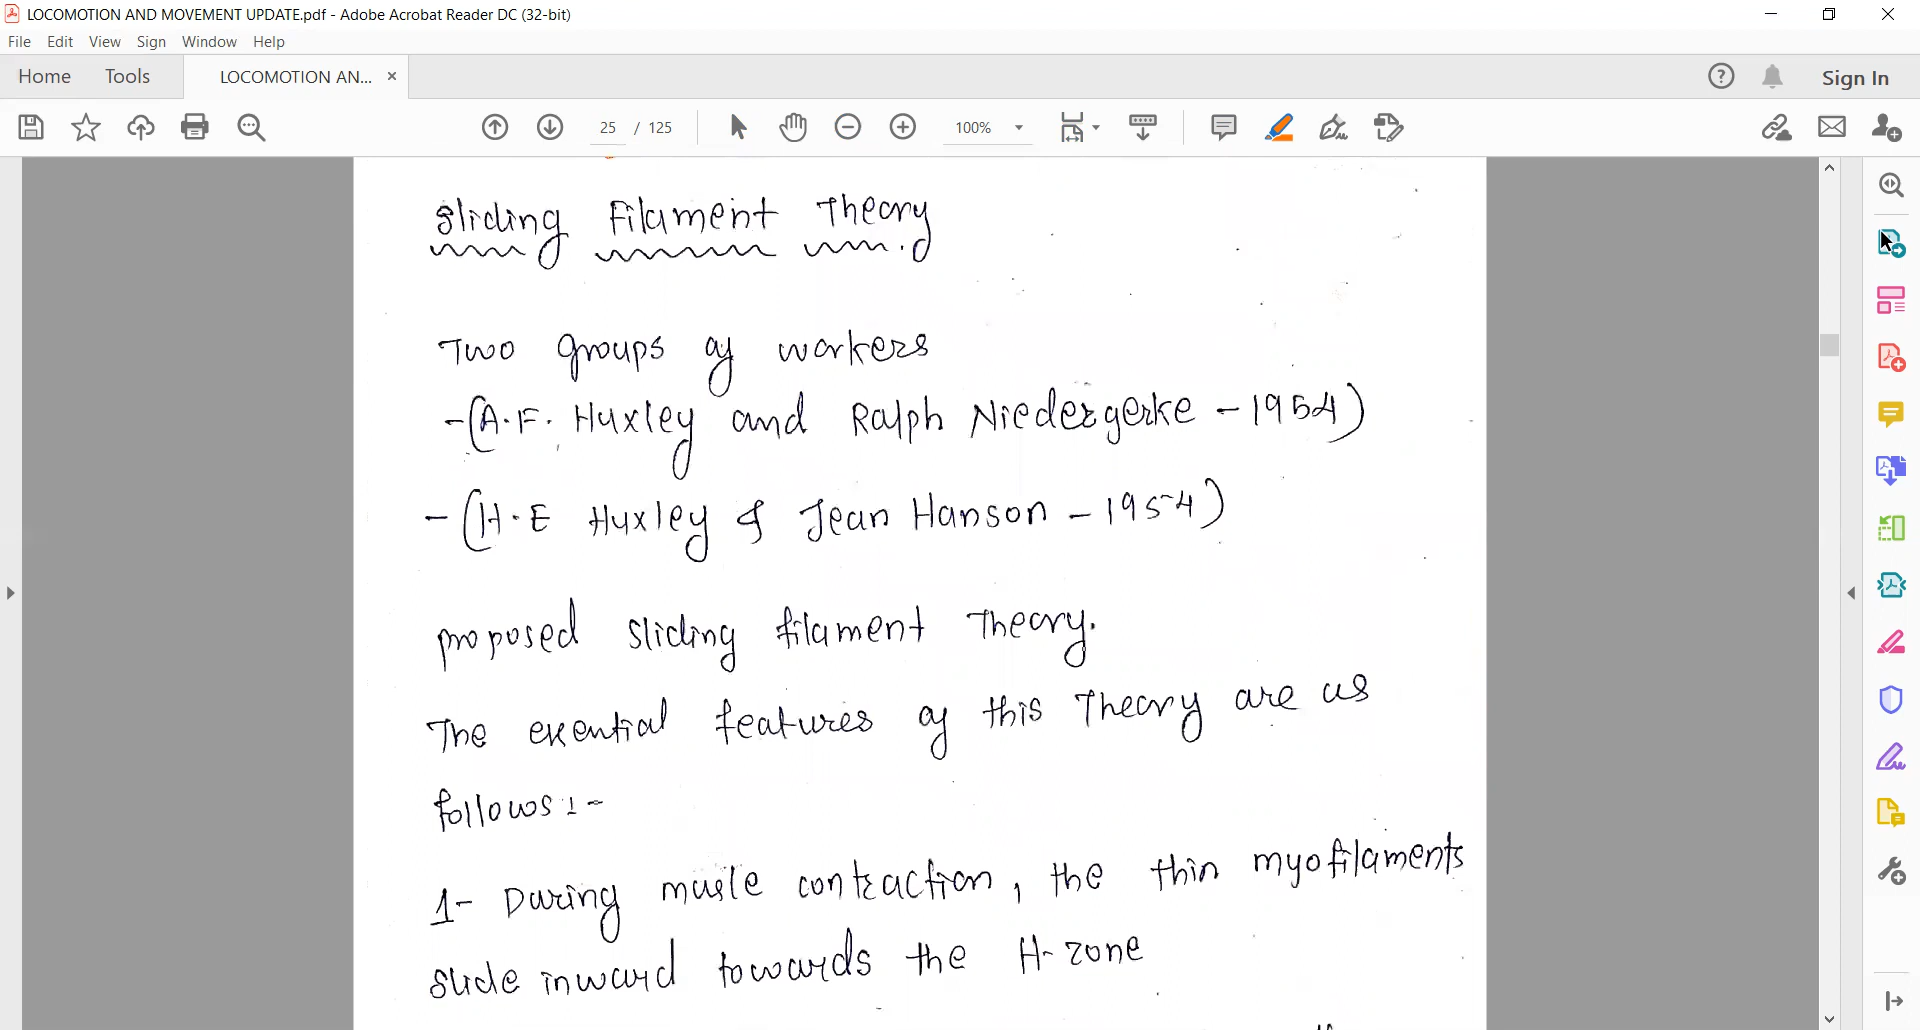 LOCOMOTION AND MOVEMENT UPDATE.pdf - Adobe Acrobat Reader DC (32-bit)
File Edit View Sign Window Help
Home Tools LOCOMOTION AN... × Sign In
25 / 125 100%
Sliding Filament Theory
Two groups of workers
-(A.F. Huxley and Ralph Niedergerke - 1954)
- (H.E Huxley & Jean Hanson - 1954)
proposed sliding filament Theory.
The essential features of this Theory are as
follows:-
1- During muscle contraction, the thin myofilaments
slide inward towards the H-zone